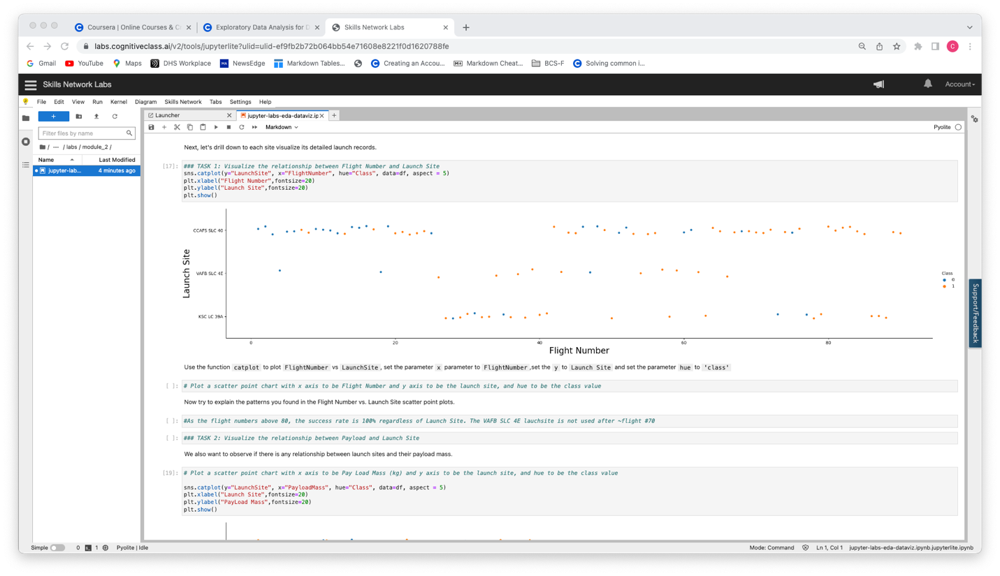 Coursera | Online Courses & C
Exploratory Data Analysis for D
Skills Network Labs
labs.cognitiveclass.ai/v2/tools/jupyterlite?ulid=ulid-ef9fb2b72b064bb54e71608e8221f0d1620788fe
C
Gmail
YouTube
Maps
DHS Workplace
MA
NewsEdge
Markdown Tables...
Creating an Accou...
Markdown Cheat...
BCS-F
Solving common i...
Skills Network Labs
Account
File Edit View Run Kernel Diagram Skills Network Tabs Settings Help
Launcher
jupyter-labs-eda-dataviz.ip
Filter files by name
Markdown
Pyolite
/ ··· / labs / module_2 /
Name Last Modified
jupyter-lab... 4 minutes ago
Next, let's drill down to each site visualize its detailed launch records.
[17]: ### TASK 1: Visualize the relationship between Flight Number and Launch Site
sns.catplot(y="LaunchSite", x="FlightNumber", hue="Class", data=df, aspect = 5)
plt.xlabel("Flight Number",fontsize=20)
plt.ylabel("Launch Site",fontsize=20)
plt.show()
CCAFS SLC 40
VAFB SLC 4E
KSC LC 39A
Launch Site
Class
0
1
0 20 40 60 80
Flight Number
Support/Feedback
Use the function catplot to plot FlightNumber vs LaunchSite, set the parameter x parameter to FlightNumber,set the y to Launch Site and set the parameter hue to 'class'
[ ]: # Plot a scatter point chart with x axis to be Flight Number and y axis to be the launch site, and hue to be the class value
Now try to explain the patterns you found in the Flight Number vs. Launch Site scatter point plots.
[ ]: #As the flight numbers above 80, the success rate is 100% regardless of Launch Site. The VAFB SLC 4E lauchsite is not used after ~flight #70
[ ]: ### TASK 2: Visualize the relationship between Payload and Launch Site
We also want to observe if there is any relationship between launch sites and their payload mass.
[19]: # Plot a scatter point chart with x axis to be Pay Load Mass (kg) and y axis to be the launch site, and hue to be the class value
sns.catplot(y="LaunchSite", x="PayloadMass", hue="Class", data=df, aspect = 5)
plt.xlabel("Launch Site",fontsize=20)
plt.ylabel("PayLoad Mass",fontsize=20)
plt.show()
Simple 0 1 Pyolite | Idle
Mode: Command Ln 1, Col 1 jupyter-labs-eda-dataviz.ipynb.jupyterlite.ipynb